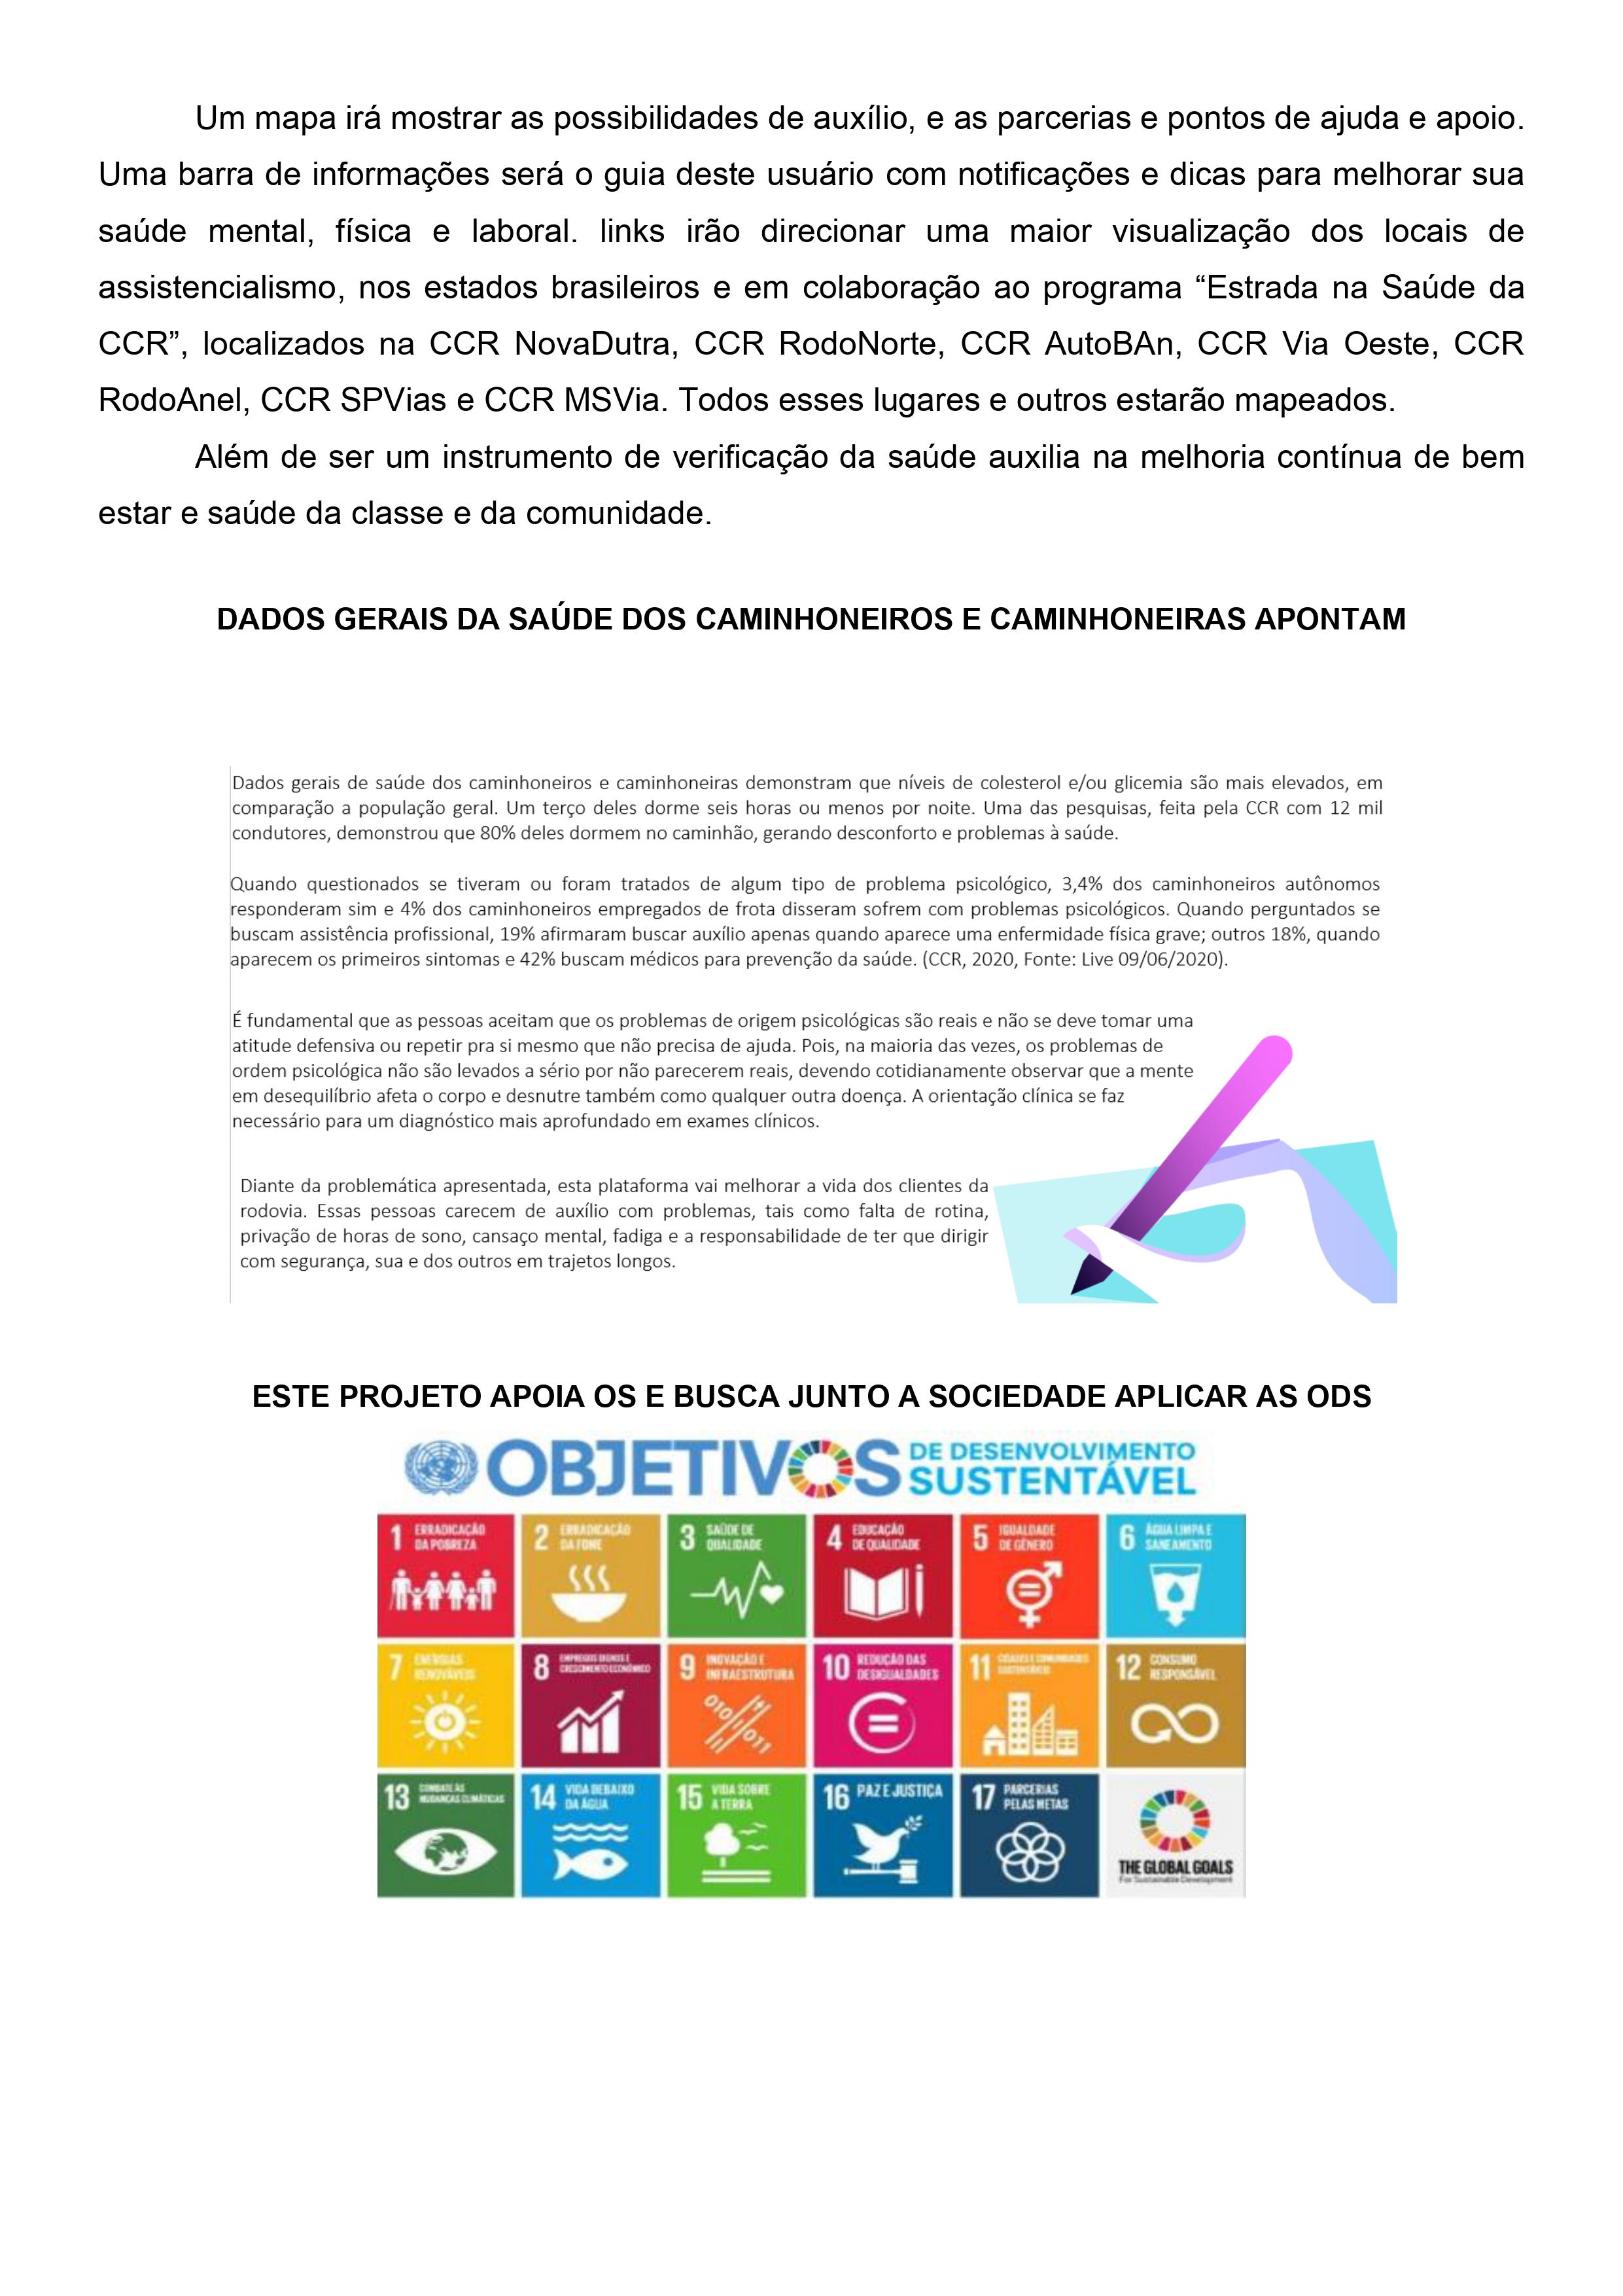 Um mapa irá mostrar as possibilidades de auxílio, e as parcerias e pontos de ajuda e apoio.
Uma barra de informações será o guia deste usuário com notificações e dicas para melhorar sua
saúde mental, física e laboral. links irão direcionar uma maior visualização dos locais de
assistencialismo, nos estados brasileiros e em colaboração ao programa “Estrada na Saúde da
CCR”, localizados na CCR NovaDutra, CCR RodoNorte, CCR AutoBAn, CCR Via Oeste, CCR
RodoAnel, CCR SPVias e CCR MSVia. Todos esses lugares e outros estarão mapeados.
Além de ser um instrumento de verificação da saúde auxilia na melhoria contínua de bem
estar e saúde da classe e da comunidade.
DADOS GERAIS DA SAÚDE DOS CAMINHONEIROS E CAMINHONEIRAS APONTAM
Dados gerais de saúde dos caminhoneiros e caminhoneiras demonstram que níveis de colesterol e/ou glicemia são mais elevados, em
comparação a população geral. Um terço deles dorme seis horas ou menos por noite. Uma das pesquisas, feita pela CCR com 12 mil
condutores, demonstrou que 80% deles dormem no caminhão, gerando desconforto e problemas à saúde.
Quando questionados se tiveram ou foram tratados de algum tipo de problema psicológico, 3,4% dos caminhoneiros autônomos
responderam sim e 4% dos caminhoneiros empregados de frota disseram sofrem com problemas psicológicos. Quando perguntados se
buscam assistência profissional, 19% afirmaram buscar auxílio apenas quando aparece uma enfermidade física grave; outros 18%, quando
aparecem os primeiros sintomas e 42% buscam médicos para prevenção da saúde. (CCR, 2020, Fonte: Live 09/06/2020).
É fundamental que as pessoas aceitam que os problemas de origem psicológicas são reais e não se deve tomar uma
atitude defensiva ou repetir pra si mesmo que não precisa de ajuda. Pois, na maioria das vezes, os problemas de
ordem psicológica não são levados a sério por não parecerem reais, devendo cotidianamente observar que a mente
em desequilíbrio afeta o corpo e desnutre também como qualquer outra doença. A orientação clínica se faz
necessário para um diagnóstico mais aprofundado em exames clínicos.
Diante da problemática apresentada, esta plataforma vai melhorar a vida dos clientes da
rodovia. Essas pessoas carecem de auxílio com problemas, tais como falta de rotina,
privação de horas de sono, cansaço mental, fadiga e a responsabilidade de ter que dirigir
com segurança, sua e dos outros em trajetos longos.
ESTE PROJETO APOIA OS E BUSCA JUNTO A SOCIEDADE APLICAR AS ODS
OBJETIVOS DE DESENVOLVIMENTO
SUSTENTÁVEL
1 ERRADICAÇÃO
DA POBREZA
2 ERRADICAÇÃO
DA FOME
3 SAÚDE DE
QUALIDADE
4 EDUCAÇÃO
DE QUALIDADE
5 IGUALDADE
DE GÊNERO
6 ÁGUA LIMPA E
SANEAMENTO
7 ENERGIAS
RENOVÁVEIS
8 EMPREGOS DIGNOS E
CRESCIMENTO ECONÔMICO
9 INOVAÇÃO E
INFRAESTRUTURA
10 REDUÇÃO DAS
DESIGUALDADES
11 CIDADES E COMUNIDADES
SUSTENTÁVEIS
12 CONSUMO
RESPONSÁVEL
13 COMBATE ÀS
MUDANÇAS CLIMÁTICAS
14 VIDA DEBAIXO
DA ÁGUA
15 VIDA SOBRE
A TERRA
16 PAZ E JUSTIÇA
17 PARCERIAS
PELAS METAS
THE GLOBAL GOALS
For Sustainable Development